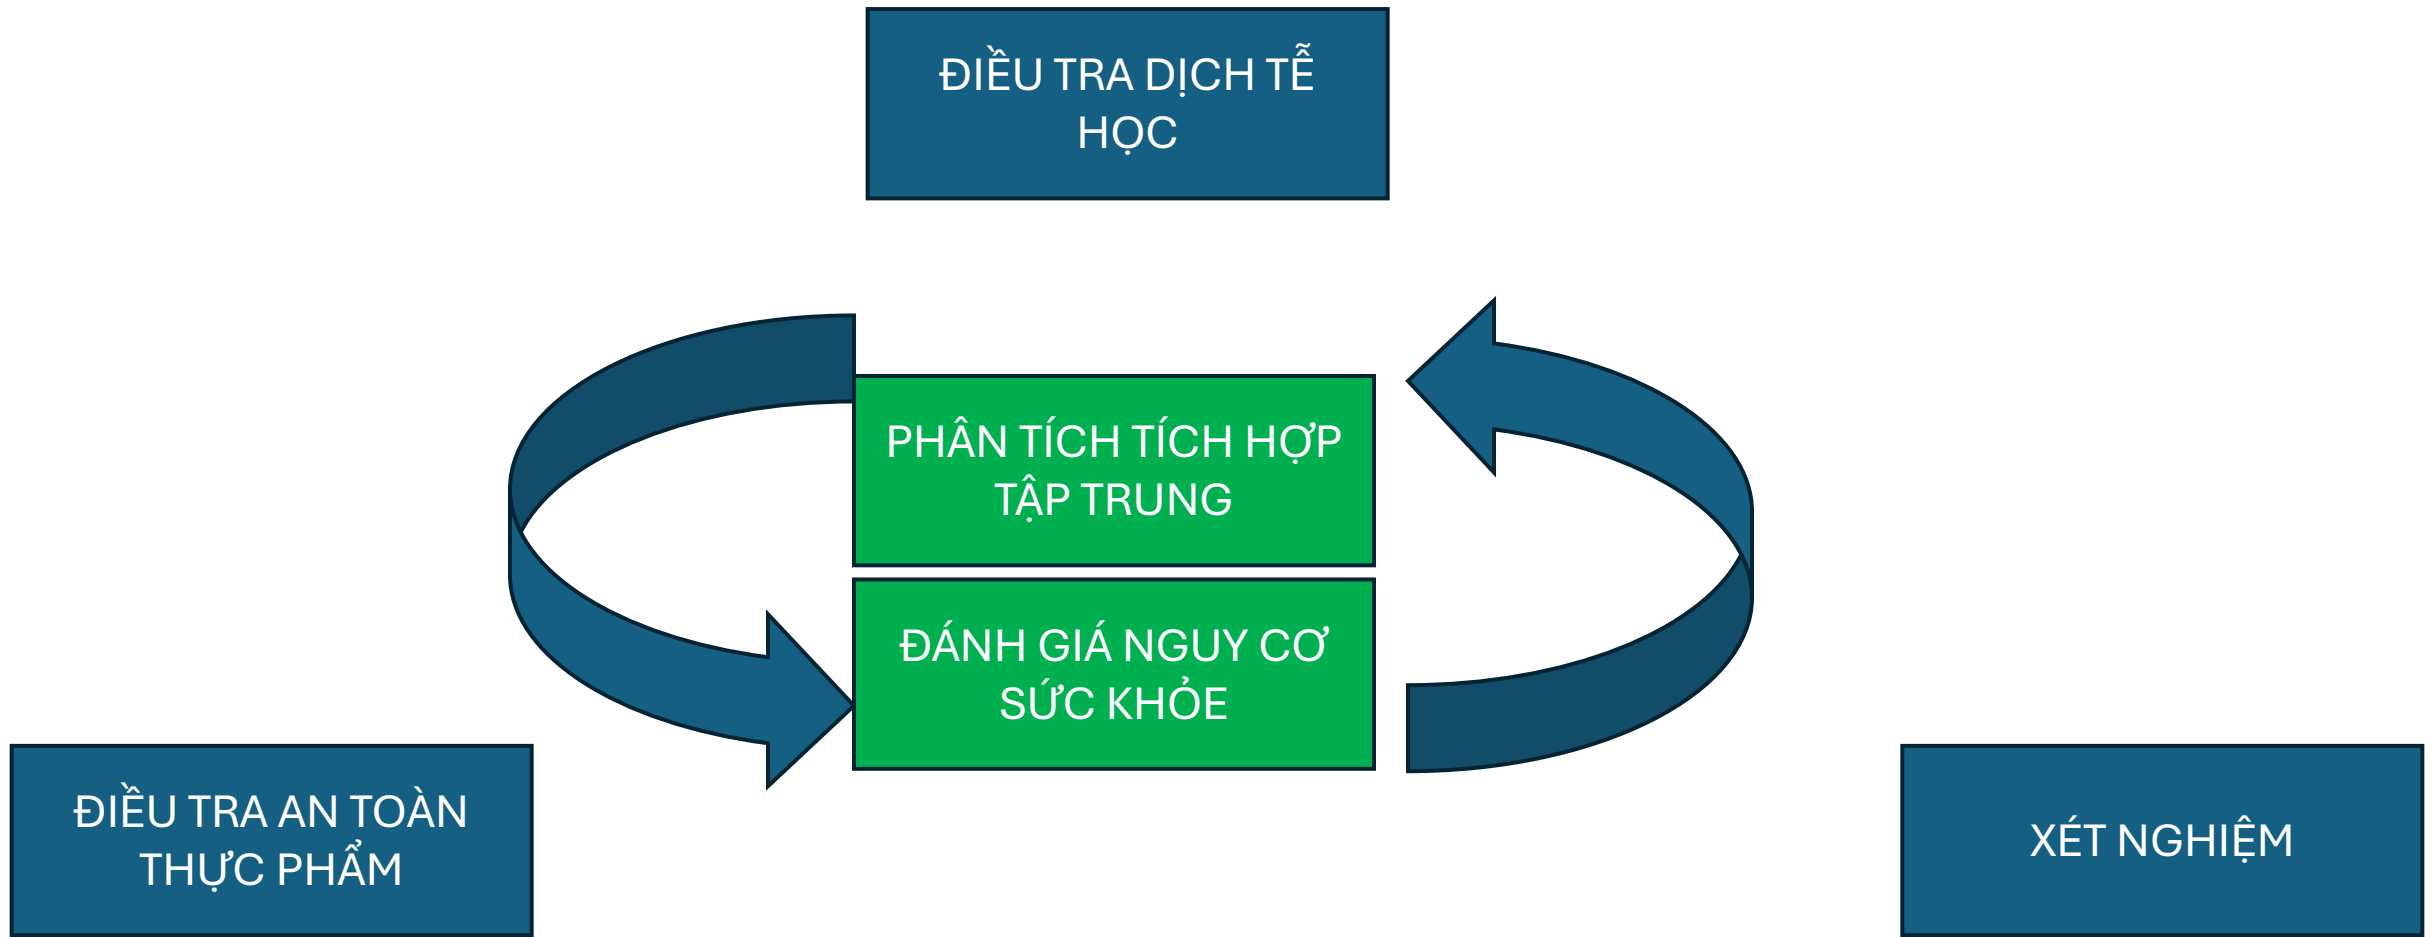 ĐIỀU TRA DỊCH TỄ
HỌC
PHÂN TÍCH TÍCH HỢP
TẬP TRUNG
ĐÁNH GIÁ NGUY CƠ
SỨC KHỎE
ĐIỀU TRA AN TOÀN
THỰC PHẨM
XÉT NGHIỆM